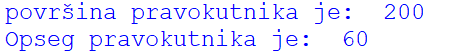 površina pravokutnika je:  200
Opseg pravokutnika je:  60